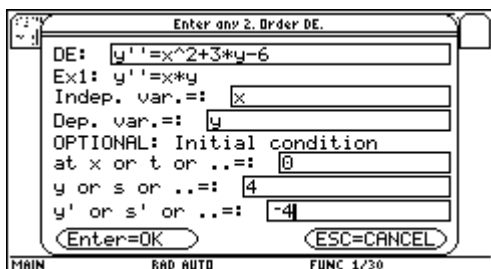 Enter any 2. Order DE.
DE: y''=x^2+3*y-6
Ex1: y''=x*y
Indep. var.=: x
Dep. var.=: y
OPTIONAL: Initial condition
at x or t or ..=: 0
y or s or ..=: 4
y' or s' or ..=: -4
Enter=OK ESC=CANCEL
MAIN RAD AUTO FUNC 1/30